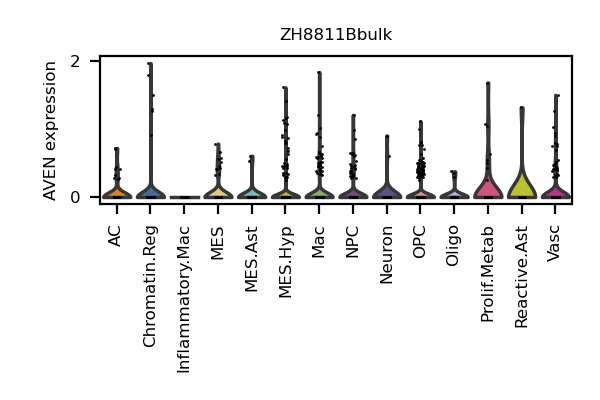 ZH8811Bbulk
AVEN expression
2
0
AC
Chromatin.Reg
Inflammatory.Mac
MES
MES.Ast
MES.Hyp
Mac
NPC
Neuron
OPC
Oligo
Prolif.Metab
Reactive.Ast
Vasc